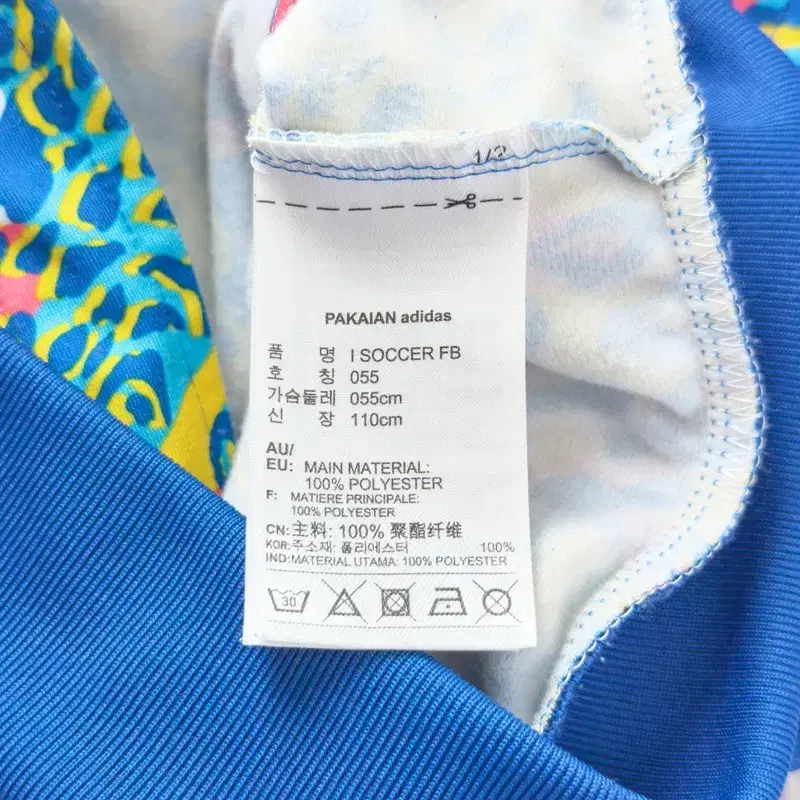 1/2
PAKAIAN adidas
품 명 I SOCCER FB
호 칭 055
가슴둘레 055cm
신 장 110cm
AU/
EU: MAIN MATERIAL:
100% POLYESTER
F: MATIERE PRINCIPALE:
100% POLYESTER
CN:主料: 100% 聚酯纤维
KOR:주소재: 폴리에스터 100%
IND:MATERIAL UTAMA: 100% POLYESTER
30